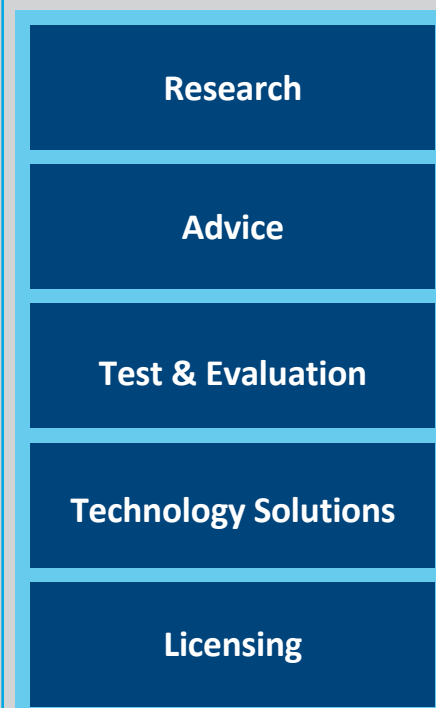 Research
Advice
Test & Evaluation
Technology Solutions
Licensing